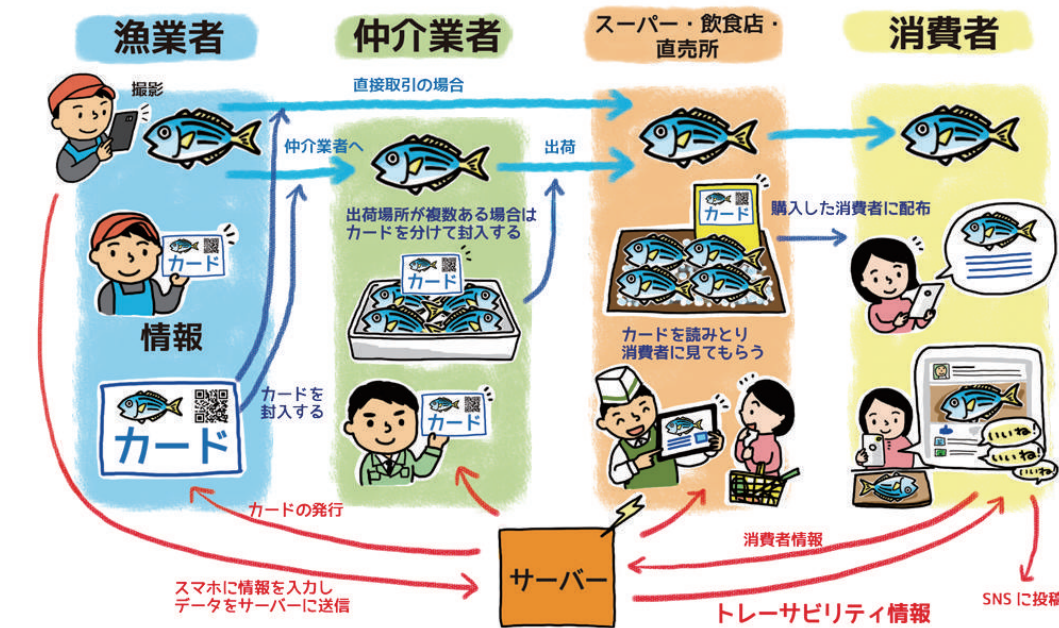 漁業者
仲介業者
スーパー・飲食店・
直売所
消費者
撮影
直接取引の場合
仲介業者へ
出荷
出荷場所が複数ある場合は
カードを分けて封入する
カード
カード
カード
購入した消費者に配布
情報
カードを読みとり
消費者に見てもらう
カードを
封入する
カード
カード
いいね!
いいね!
いいね!
カードの発行
サーバー
消費者情報
スマホに情報を入力し
データをサーバーに送信
トレーサビリティ情報
SNSに投稿